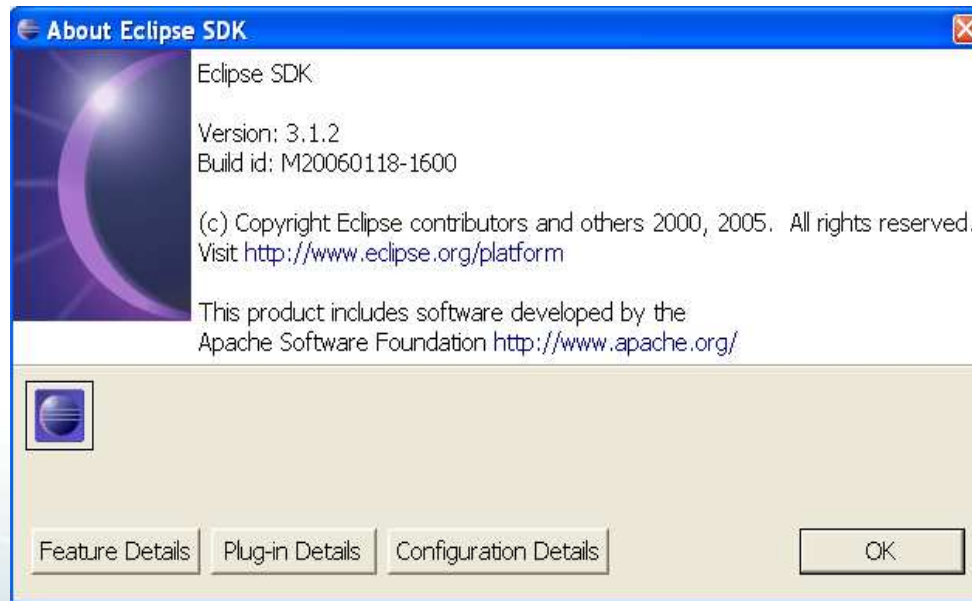 About Eclipse SDK
Eclipse SDK
Version: 3.1.2
Build id: M20060118-1600
(c) Copyright Eclipse contributors and others 2000, 2005.  All rights reserved.
Visit http://www.eclipse.org/platform
This product includes software developed by the
Apache Software Foundation http://www.apache.org/
Feature Details Plug-in Details Configuration Details OK